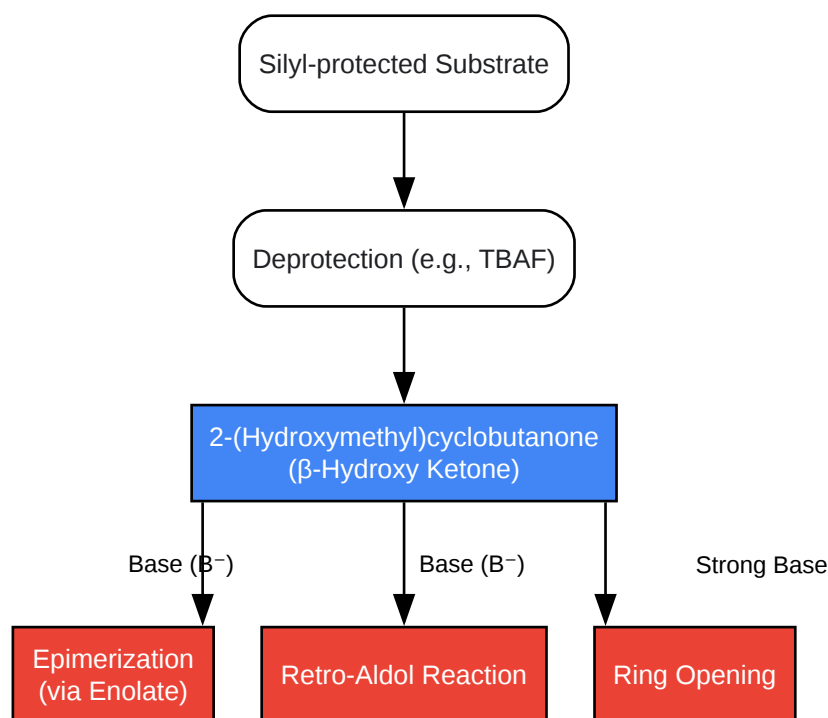 Silyl-protected Substrate
Deprotection (e.g., TBAF)
2-(Hydroxymethyl)cyclobutanone
(β-Hydroxy Ketone)
Base (B⁻)
Base (B⁻)
Strong Base
Epimerization
(via Enolate)
Retro-Aldol Reaction
Ring Opening